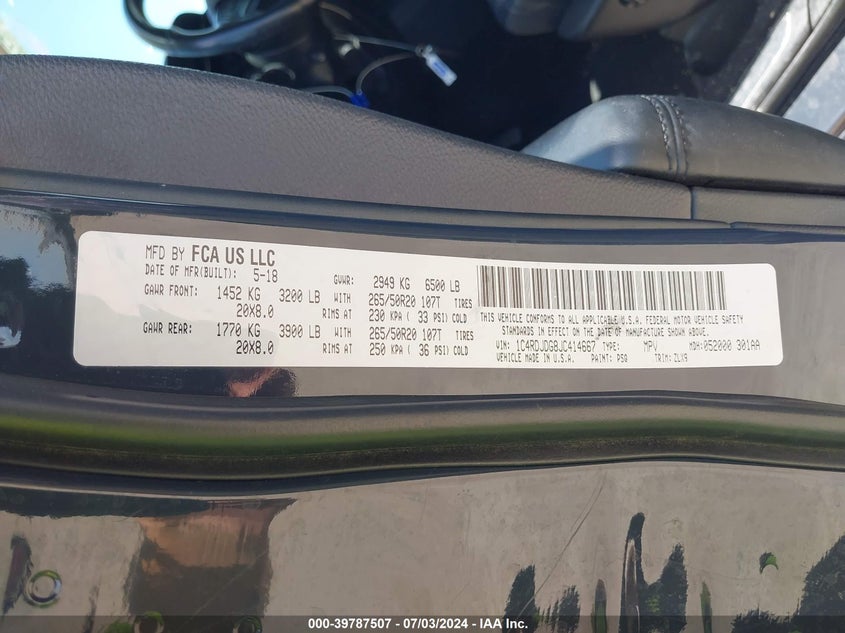 MFD BY FCA US LLC
DATE OF MFR(BUILT): 5-18 GVWR: 2949 KG 6500 LB
GAWR FRONT: 1452 KG 3200 LB WITH 265/50R20 107T TIRES
20X8.0 RIMS AT 230 KPA ( 33 PSI) COLD
GAWR REAR: 1770 KG 3900 LB WITH 265/50R20 107T TIRES
20X8.0 RIMS AT 250 KPA ( 36 PSI) COLD
THIS VEHICLE CONFORMS TO ALL APPLICABLE U.S.A. FEDERAL MOTOR VEHICLE SAFETY
STANDARDS IN EFFECT ON THE DATE OF MANUFACTURE SHOWN ABOVE.
VIN: 1C4RDJDG8JC414667 TYPE: MPV MDH: 052000 301AA
VEHICLE MADE IN U.S.A. PAINT: PSG TRIM: ZLX9
000-39787507 / 07/03/2024 - IAA Inc.